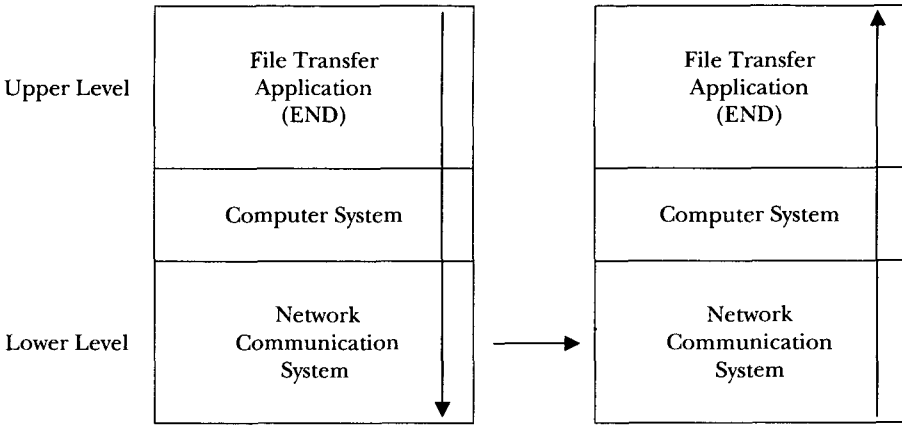 Upper Level
File Transfer
Application
(END)
File Transfer
Application
(END)
Computer System
Computer System
Lower Level
Network
Communication
System
Network
Communication
System